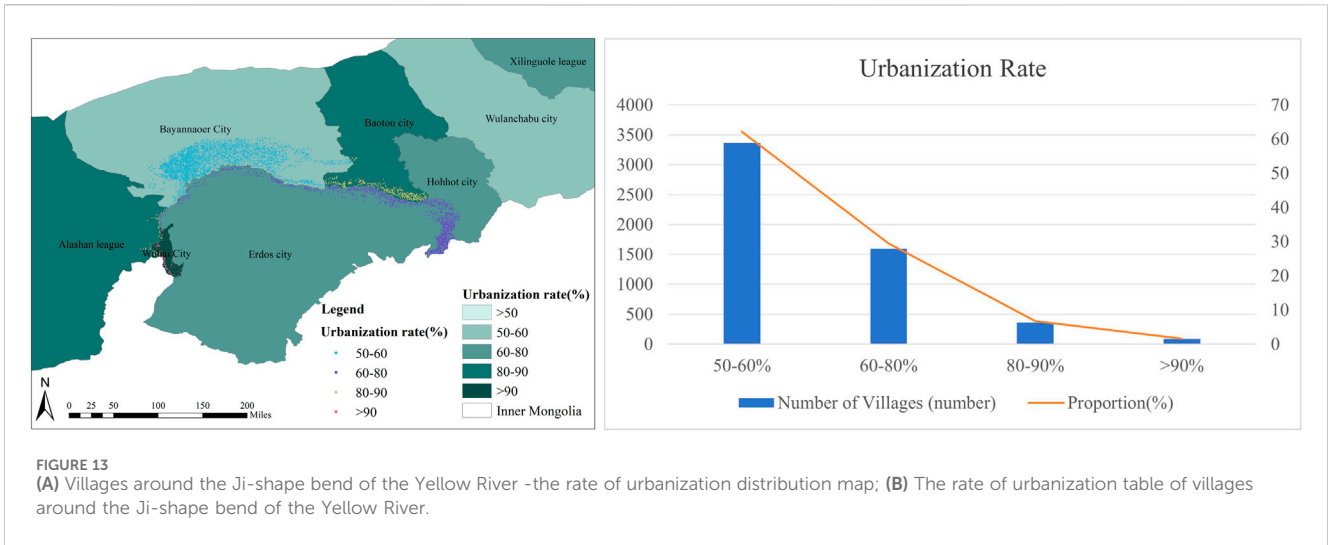 Xilinguole league
Wulanchabu city
Baotou city
Bayannaoer City
Hohhot city
Alashan league
Wuhai City
Erdos city
N
0 25 50 100 150 200
Miles
Legend
Urbanization rate(%)
50-60
60-80
80-90
>90
Urbanization rate(%)
>50
50-60
60-80
80-90
>90
Inner Mongolia
Urbanization Rate
4000
3500
3000
2500
2000
1500
1000
500
0
70
60
50
40
30
20
10
0
50-60% 60-80% 80-90% >90%
Number of Villages (number) Proportion(%)
FIGURE 13
(A) Villages around the Ji-shape bend of the Yellow River -the rate of urbanization distribution map; (B) The rate of urbanization table of villages
around the Ji-shape bend of the Yellow River.